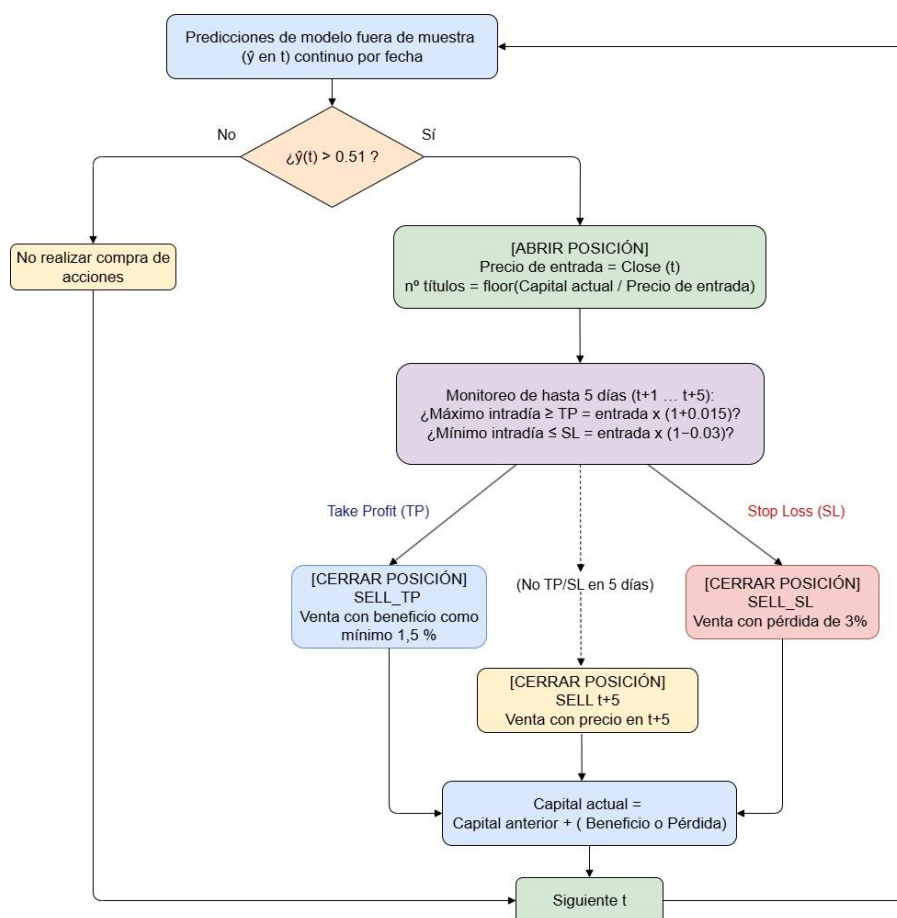 Predicciones de modelo fuera de muestra
(ŷ en t) continuo por fecha
No
Sí
¿ŷ(t) > 0.51 ?
No realizar compra de
acciones
[ABRIR POSICIÓN]
Precio de entrada = Close (t)
nº títulos = floor(Capital actual / Precio de entrada)
Monitoreo de hasta 5 días (t+1 … t+5):
¿Máximo intradía ≥ TP = entrada x (1+0.015)?
¿Mínimo intradía ≤ SL = entrada x (1−0.03)?
Take Profit (TP)
Stop Loss (SL)
[CERRAR POSICIÓN]
SELL_TP
Venta con beneficio como
mínimo 1,5 %
(No TP/SL en 5 días)
[CERRAR POSICIÓN]
SELL_SL
Venta con pérdida de 3%
[CERRAR POSICIÓN]
SELL t+5
Venta con precio en t+5
Capital actual =
Capital anterior + ( Beneficio o Pérdida)
Siguiente t